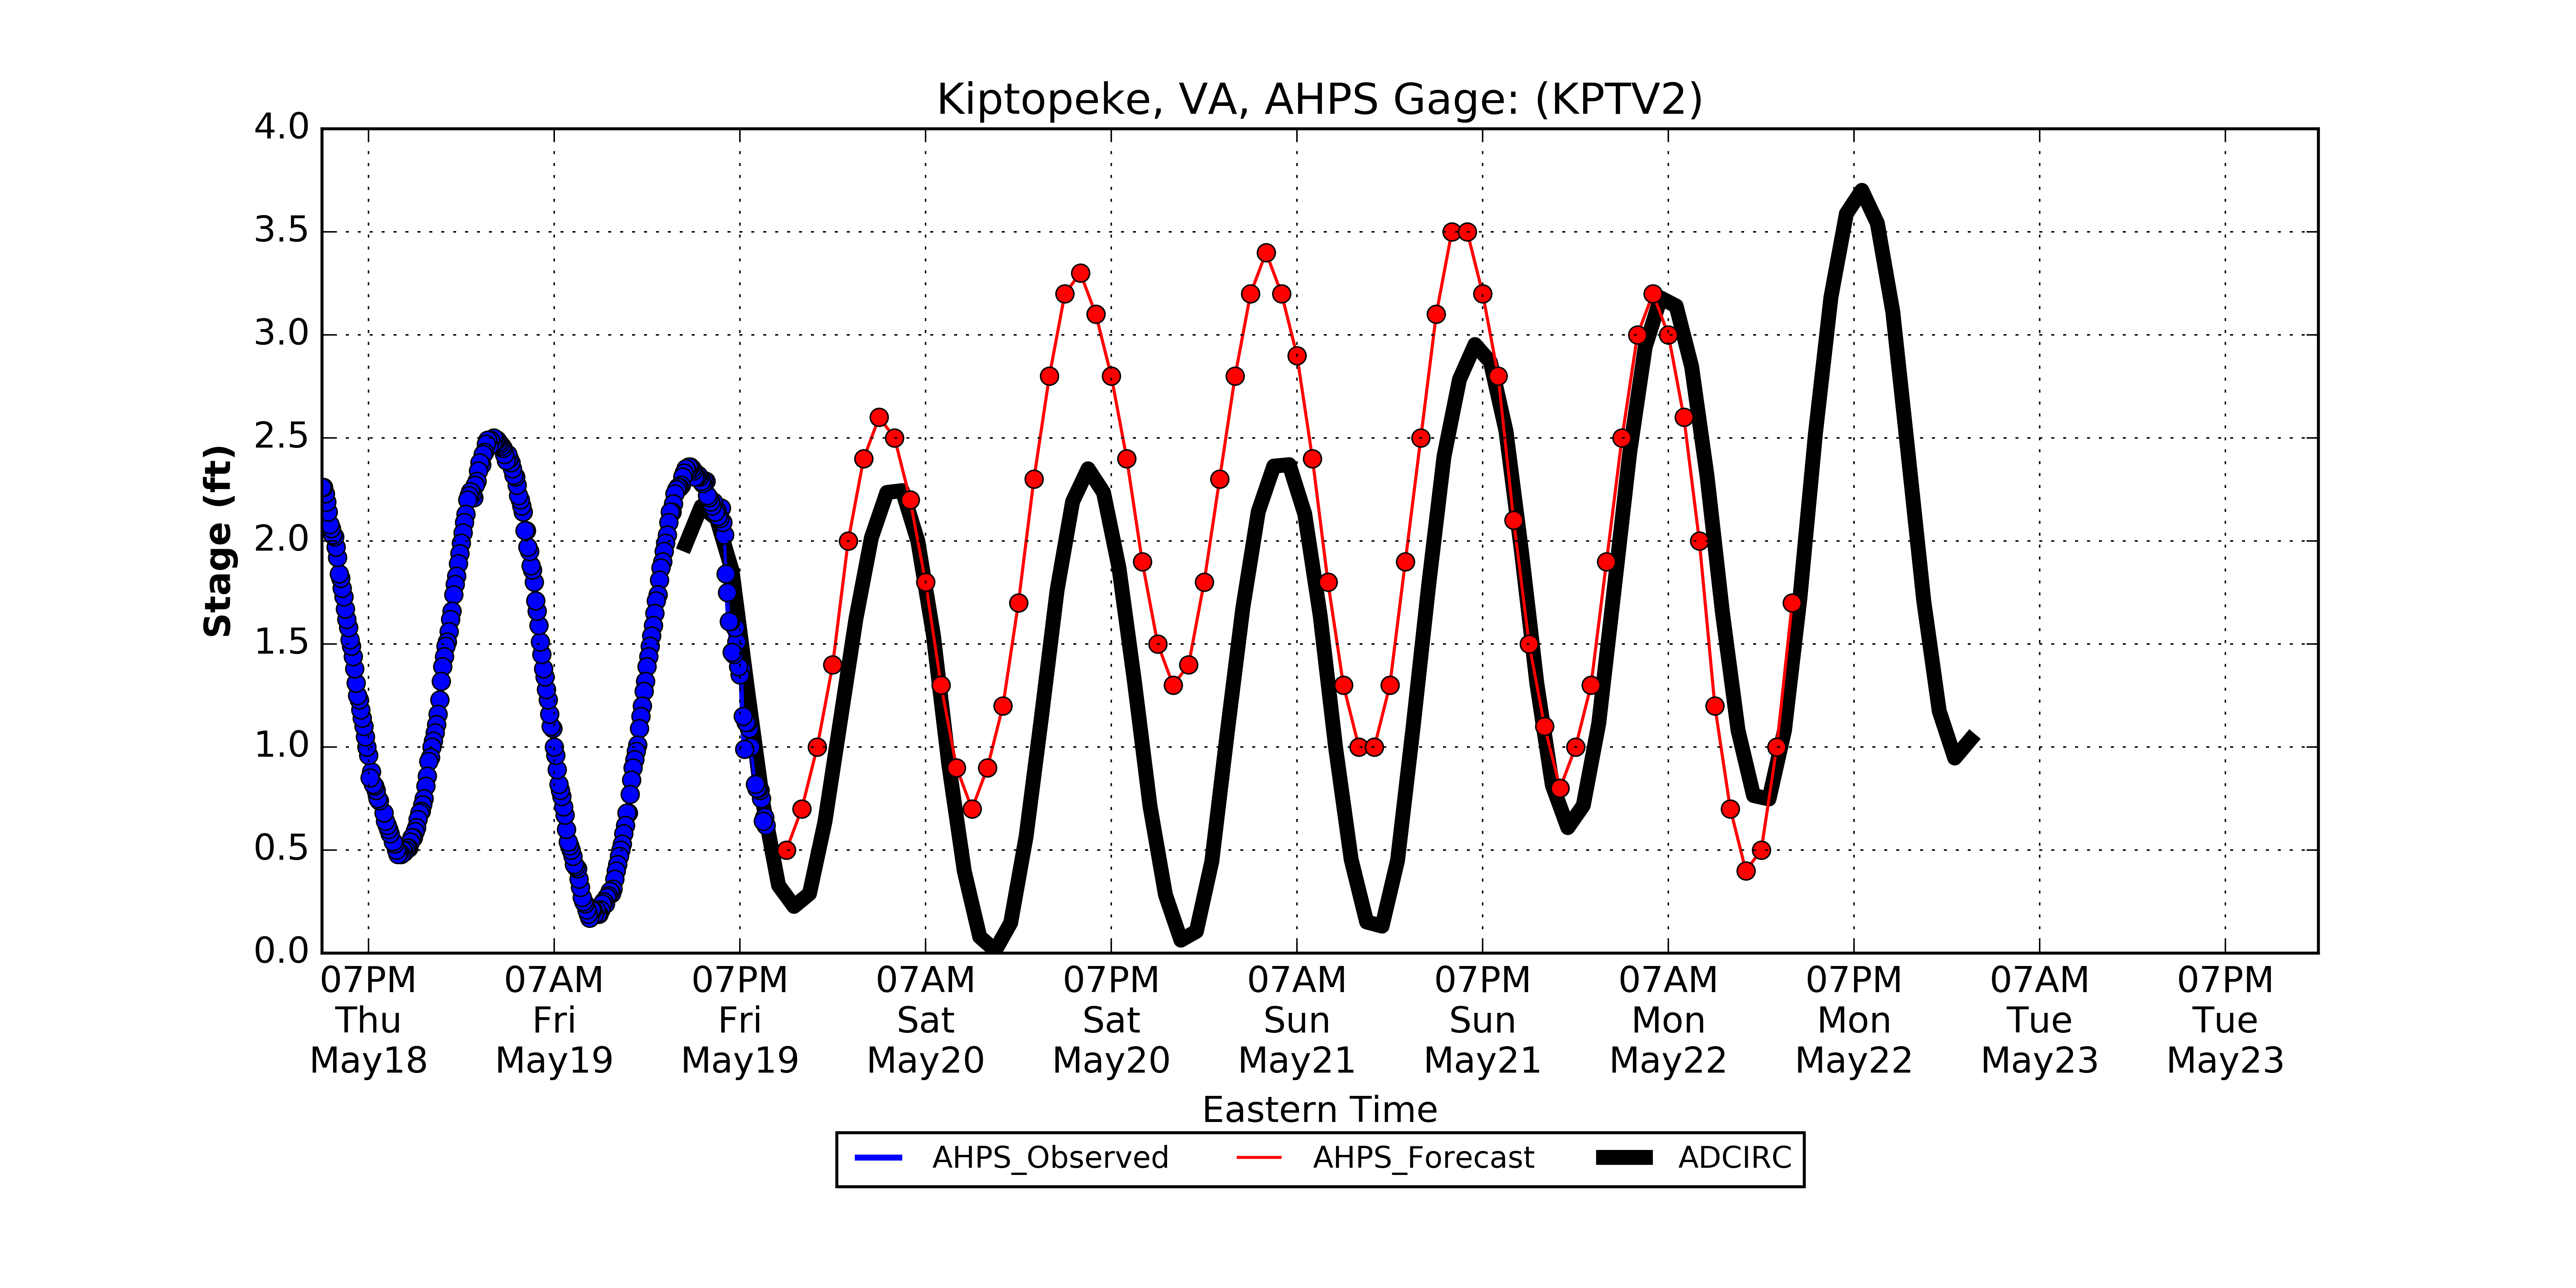 Kiptopeke, VA, AHPS Gage: (KPTV2)
4.0
3.5
3.0
2.5
2.0
1.5
1.0
0.5
0.0
Stage (ft)
07PM 07AM 07PM 07AM 07PM 07AM 07PM 07AM 07PM 07AM 07PM
Thu Fri Fri Sat Sat Sun Sun Mon Mon Tue Tue
May18 May19 May19 May20 May20 May21 May21 May22 May22 May23 May23
Eastern Time
AHPS_Observed AHPS_Forecast ADCIRC